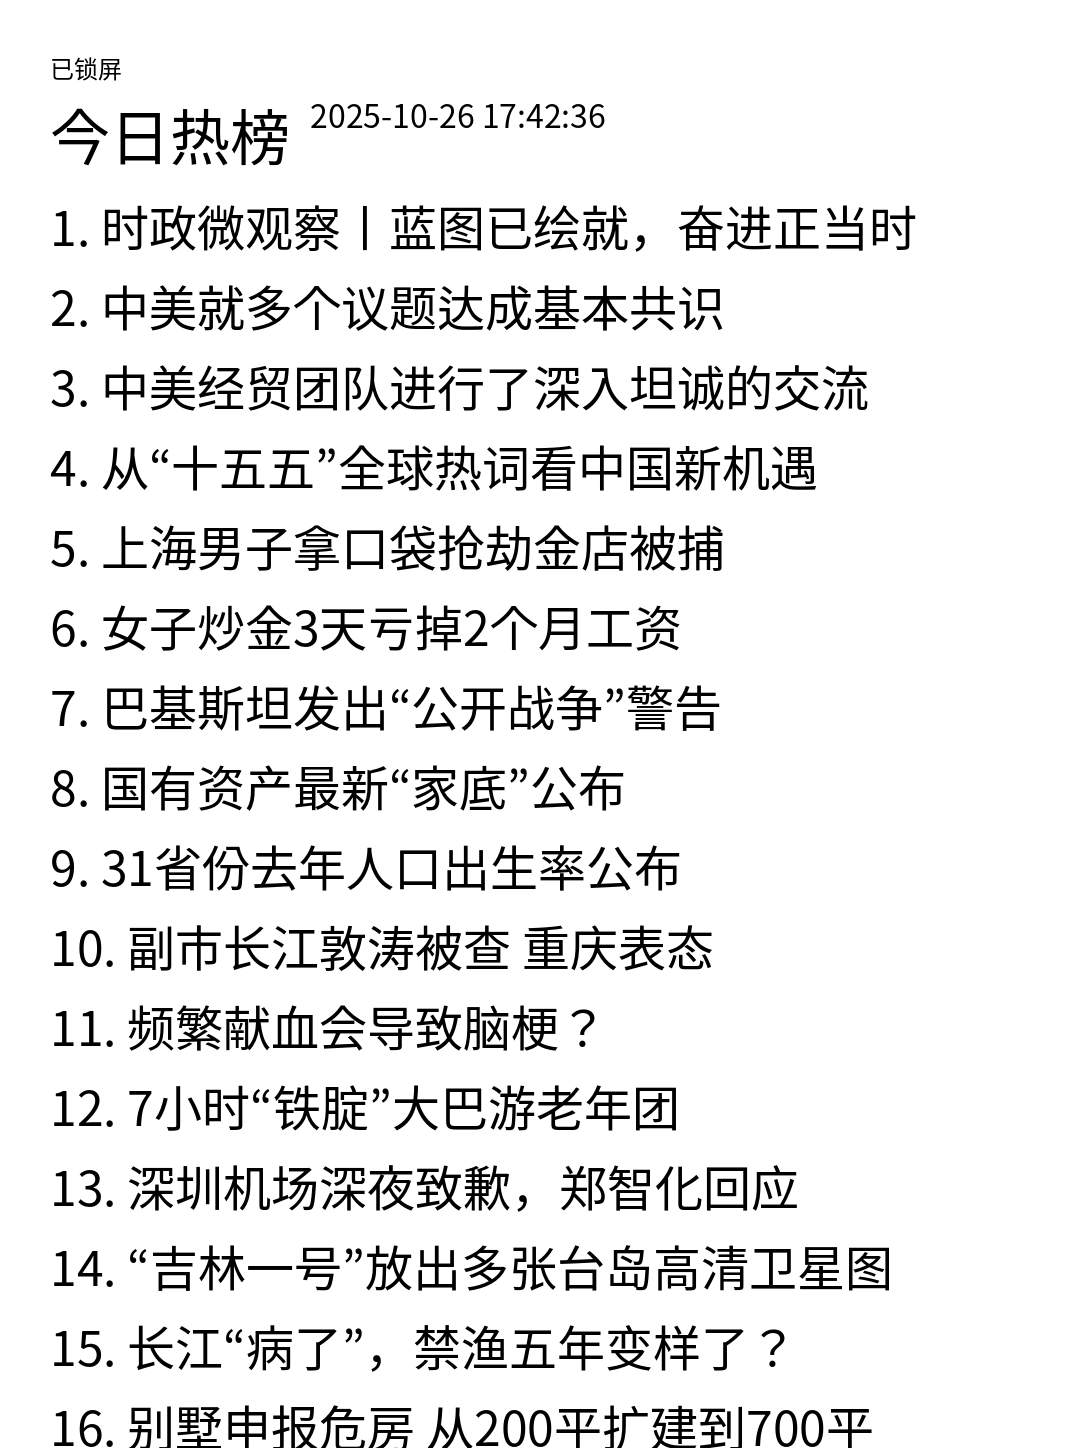 已锁屏
今日热榜 2025-10-26 17:42:36
1. 时政微观察丨蓝图已绘就，奋进正当时
2. 中美就多个议题达成基本共识
3. 中美经贸团队进行了深入坦诚的交流
4. 从“十五五”全球热词看中国新机遇
5. 上海男子拿口袋抢劫金店被捕
6. 女子炒金3天亏掉2个月工资
7. 巴基斯坦发出“公开战争”警告
8. 国有资产最新“家底”公布
9. 31省份去年人口出生率公布
10. 副市长江敦涛被查 重庆表态
11. 频繁献血会导致脑梗？
12. 7小时“铁腚”大巴游老年团
13. 深圳机场深夜致歉，郑智化回应
14. “吉林一号”放出多张台岛高清卫星图
15. 长江“病了”，禁渔五年变样了？
16. 别墅申报危房 从200平扩建到700平